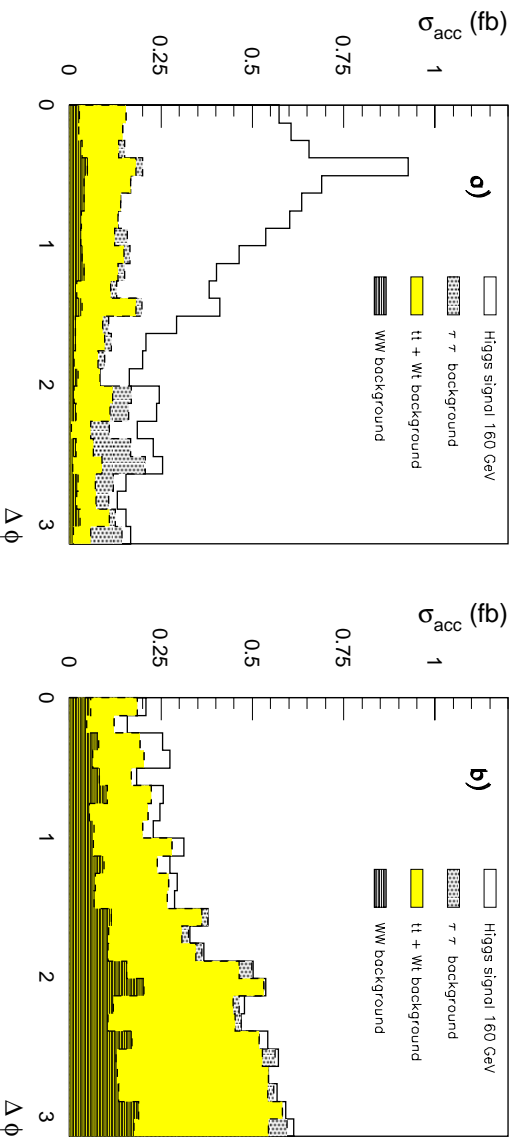 σacc (fb)
1
0.75
0.5
0.25
0
0
1
2
3
Δ ϕ
a)
Higgs signal 160 GeV
τ τ background
tt + Wt background
WW background
σacc (fb)
1
0.75
0.5
0.25
0
0
1
2
3
Δ ϕ
b)
Higgs signal 160 GeV
τ τ background
tt + Wt background
WW background